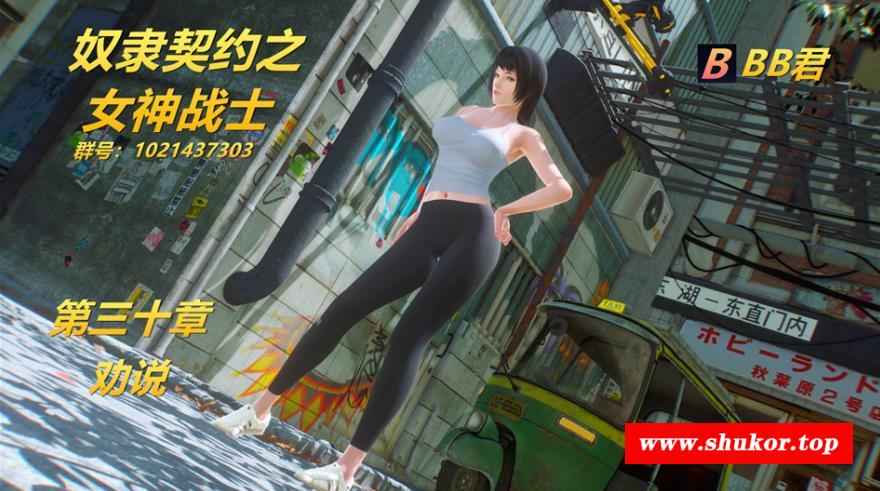 奴隶契约之
女神战士
群号：1021437303
B BB君
第三十章
劝说
湖一东直门内
ホビーランド
秋葉原2号店
www.shukor.top